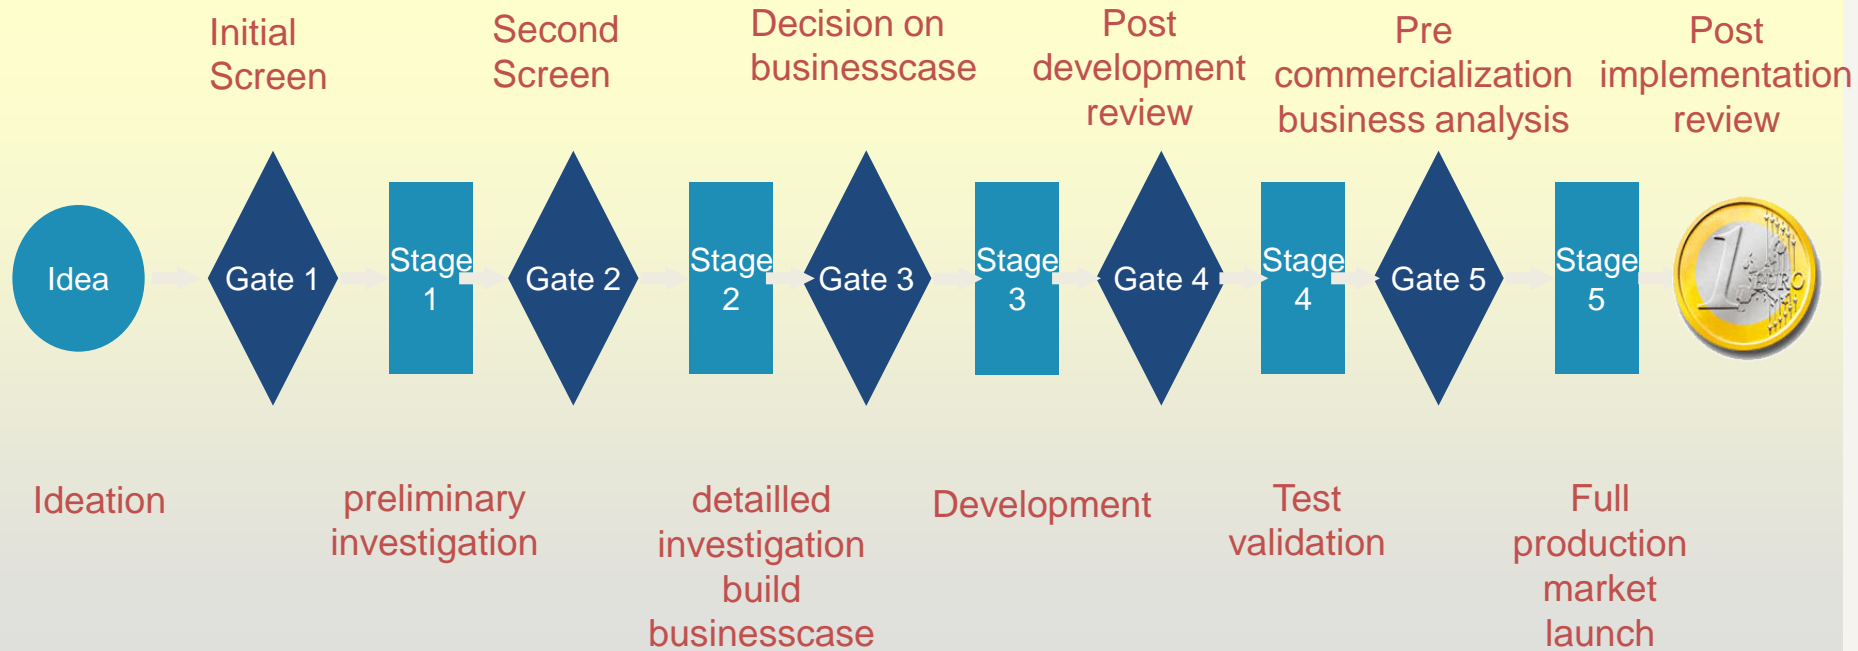 Initial
Screen
Second
Screen
Decision on
businesscase
Post
development
review
Pre
commercialization
business analysis
Post
implementation
review
Idea
Gate 1
Stage
1
Gate 2
Stage
2
Gate 3
Stage
3
Gate 4
Stage
4
Gate 5
Stage
5
1
EURO
Ideation
preliminary
investigation
detailled
investigation
build
businesscase
Development
Test
validation
Full
production
market
launch